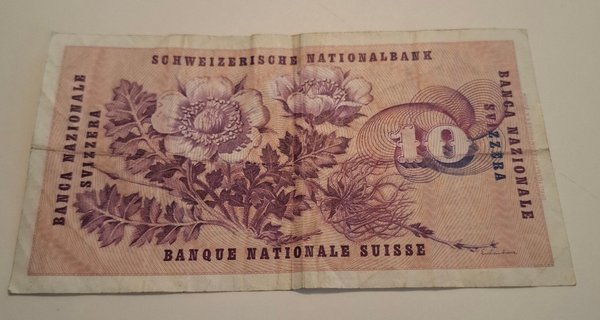 SCHWEIZERISCHE NATIONALBANK
BANCA NAZIONALE
SVIZZERA
10
BANCA NAZIONALE
SVIZZERA
BANQUE NATIONALE SUISSE